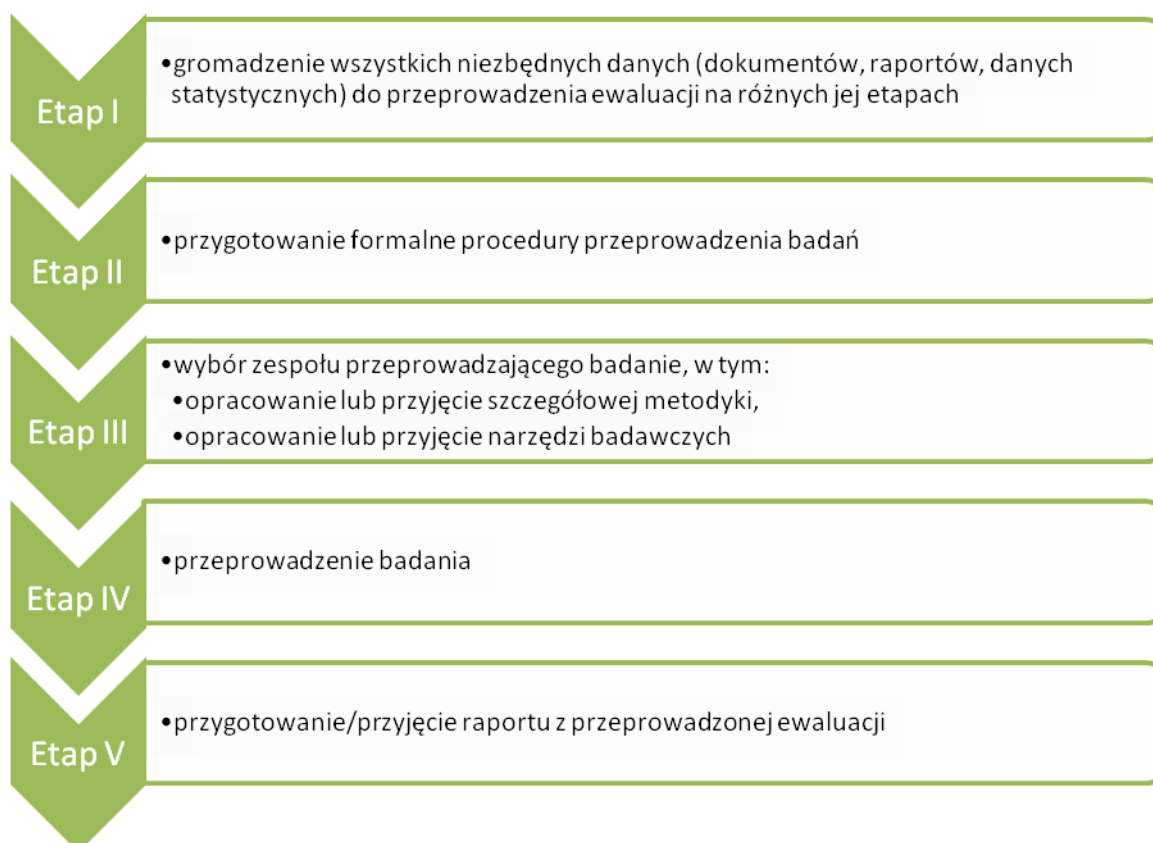 Etap I
•gromadzenie wszystkich niezbędnych danych (dokumentów, raportów, danych
statystycznych) do przeprowadzenia ewaluacji na różnych jej etapach
Etap II
•przygotowanie formalne procedury przeprowadzenia badań
Etap III
•wybór zespołu przeprowadzającego badanie, w tym:
•opracowanie lub przyjęcie szczegółowej metodyki,
•opracowanie lub przyjęcie narzędzi badawczych
Etap IV
•przeprowadzenie badania
Etap V
•przygotowanie/przyjęcie raportu z przeprowadzonej ewaluacji